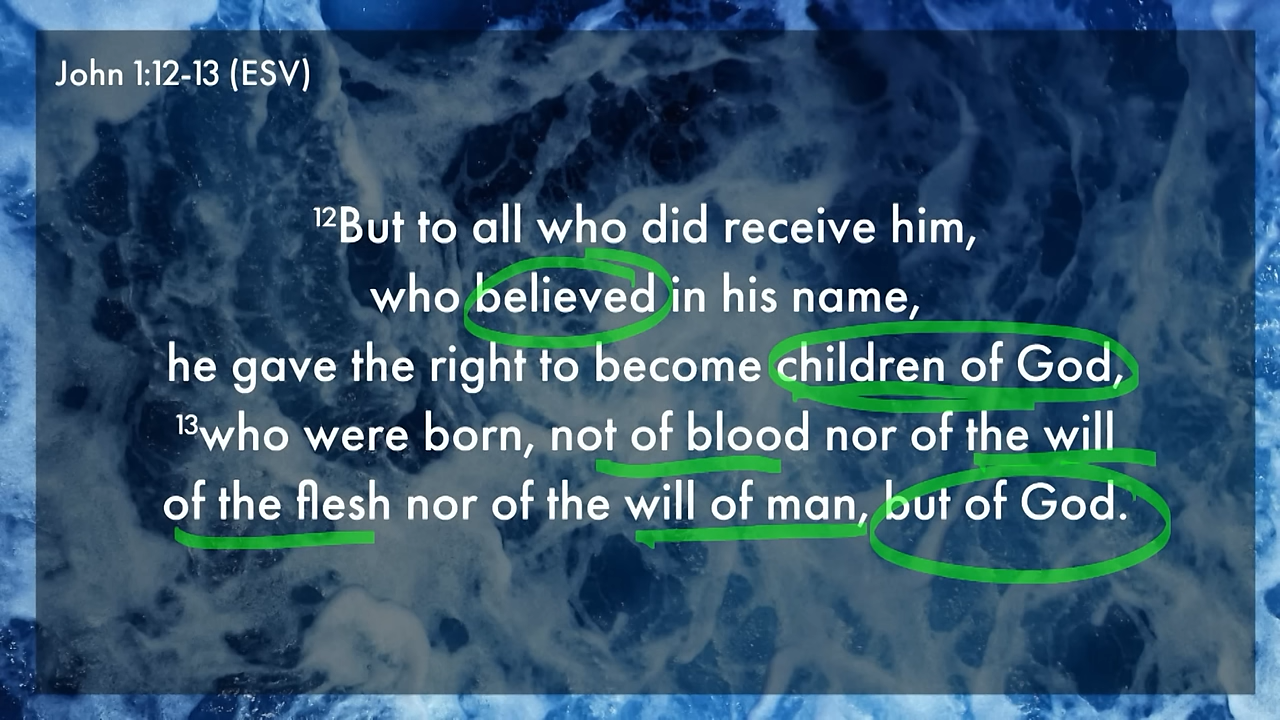 John 1:12-13 (ESV)
¹²But to all who did receive him,
who believed in his name,
he gave the right to become children of God,
¹³who were born, not of blood nor of the will
of the flesh nor of the will of man, but of God.